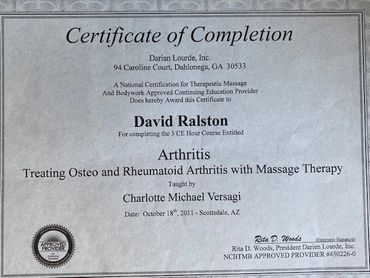 Certificate of Completion
Darian Lourde, Inc.
94 Caroline Court, Dahlonega, GA 30533
A National Certification for Therapeutic Massage
And Bodywork Approved Continuing Education Provider
Does hereby Award this Certificate to
David Ralston
For completing the 3 CE Hour Course Entitled
Arthritis
Treating Osteo and Rheumatoid Arthritis with Massage Therapy
Taught by
Charlotte Michael Versagi
Date: October 18th, 2011 - Scottsdale, AZ
Rita D. Woods (Electronic Signature)
Rita D. Woods, President Darien Lourde, Inc.
NCBTMB APPROVED PROVIDER #450226-0
APPROVED
PROVIDER